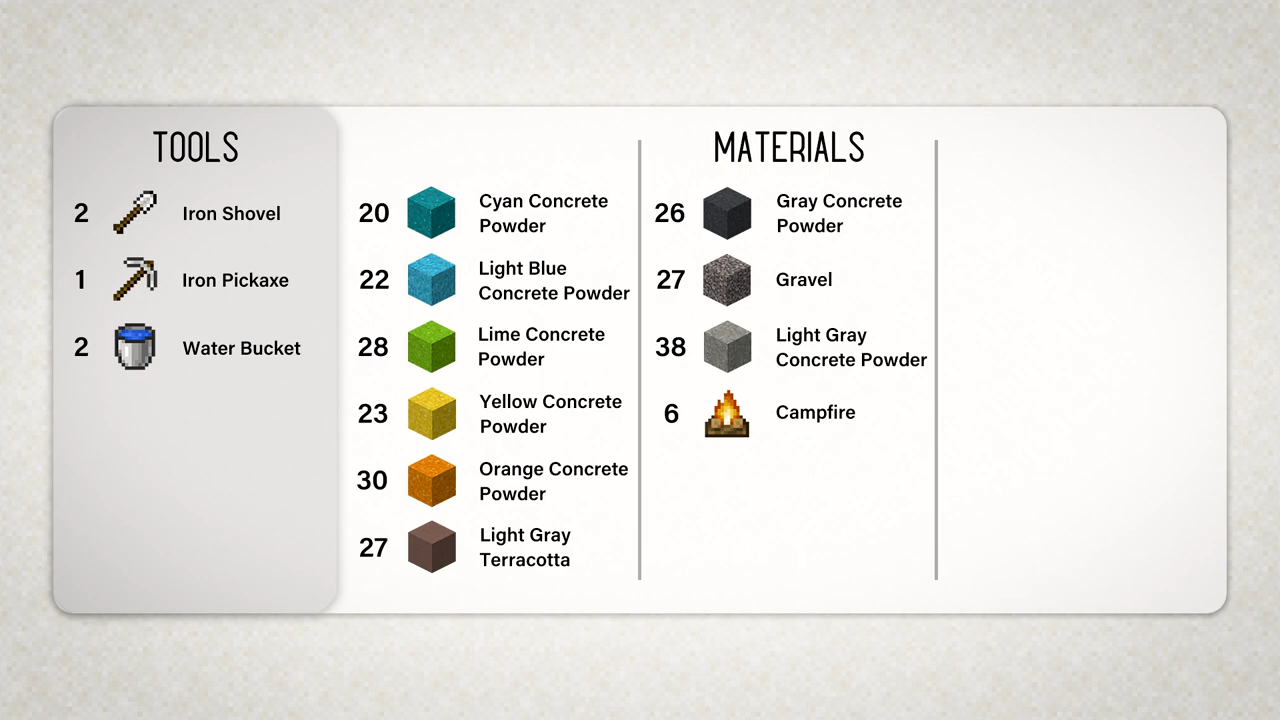 TOOLS
2 Iron Shovel
1 Iron Pickaxe
2 Water Bucket
MATERIALS
20 Cyan Concrete
Powder
22 Light Blue
Concrete Powder
28 Lime Concrete
Powder
23 Yellow Concrete
Powder
30 Orange Concrete
Powder
27 Light Gray
Terracotta
26 Gray Concrete
Powder
27 Gravel
38 Light Gray
Concrete Powder
6 Campfire